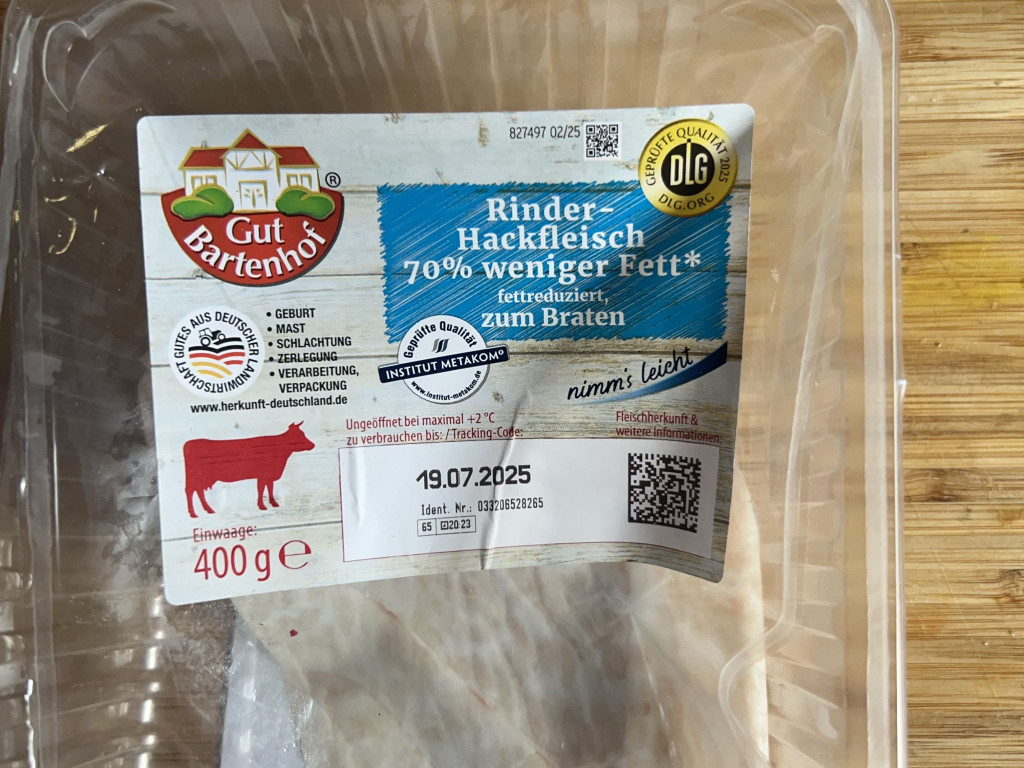 827497 02/25
GEPRÜFTE QUALITÄT 2025
DLG
DLG.ORG
Gut
Bartenhof
®
Rinder-
Hackfleisch
70% weniger Fett*
fettreduziert,
zum Braten
GUTES AUS DEUTSCHER LANDWIRTSCHAFT
• GEBURT
• MAST
• SCHLACHTUNG
• ZERLEGUNG
• VERARBEITUNG,
VERPACKUNG
www.herkunft-deutschland.de
Geprüfte Qualität
INSTITUT METAKOM®
www.institut-metakom.de
nimm's leicht
Ungeöffnet bei maximal +2 °C
zu verbrauchen bis: / Tracking-Code:
Fleischherkunft &
weitere Informationen:
19.07.2025
Ident. Nr.: 033206528265
65 20:23
Einwaage:
400 g ℮